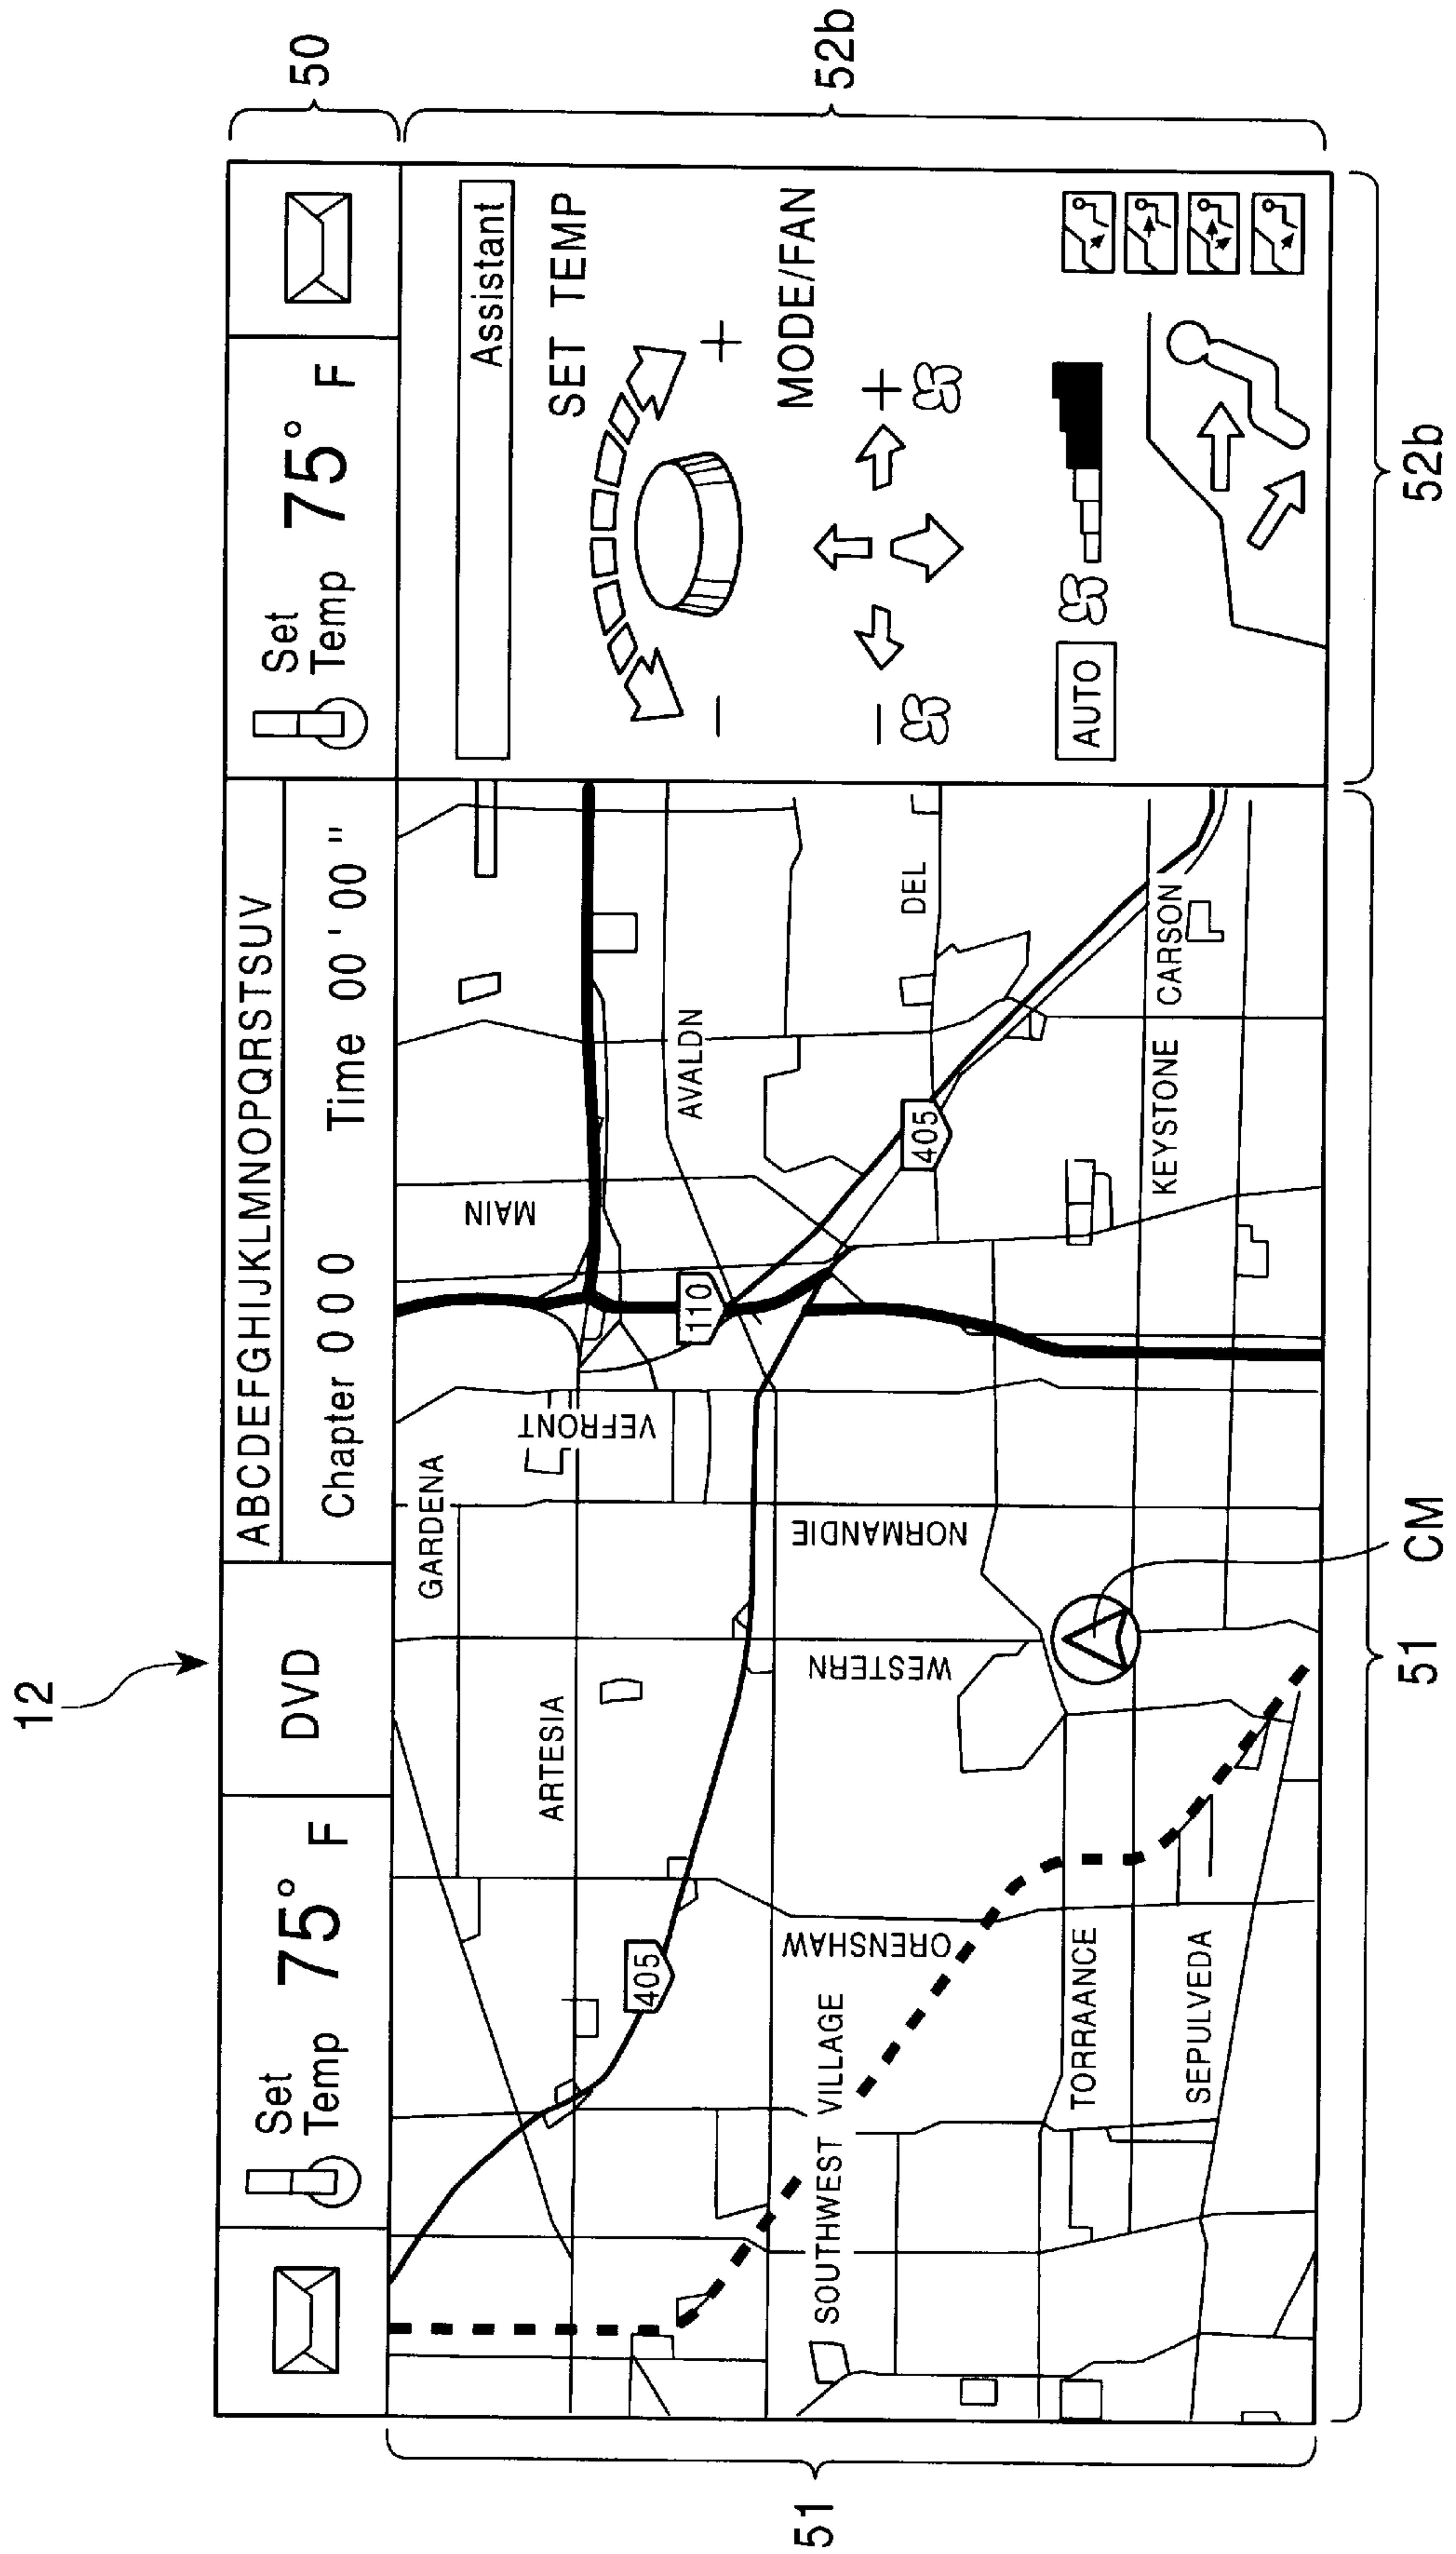 12
50
DVD
ABCDEFGHIJKLMNOPQRSTSUV
Set
Temp 75° F
Chapter 0 0 0 Time 00 ' 00 "
Set
Temp 75° F
GARDENA
MAIN
Assistant
ARTESIA
VEFRONT
SET TEMP
405
110
AVALDN
− +
MODE/FAN
SOUTHWEST VILLAGE
ORENSHAW
WESTERN
NORMANDIE
405
DEL
− +
TORRAANCE
AUTO
SEPULVEDA
KEYSTONE CARSON
51
52b
51
CM
52b